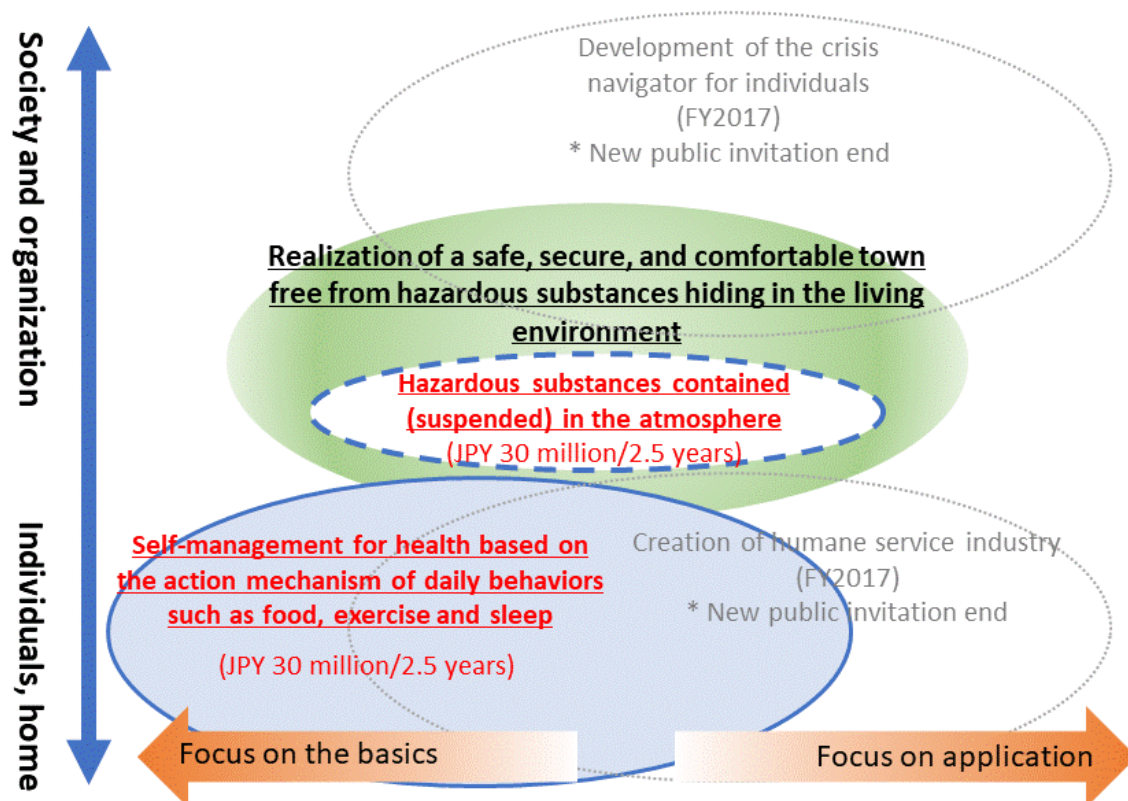 Society and organization
Individuals, home
Development of the crisis
navigator for individuals
(FY2017)
* New public invitation end
Realization of a safe, secure, and comfortable town
free from hazardous substances hiding in the living
environment
Hazardous substances contained
(suspended) in the atmosphere
(JPY 30 million/2.5 years)
Self-management for health based on
the action mechanism of daily behaviors
such as food, exercise and sleep
(JPY 30 million/2.5 years)
Creation of humane service industry
(FY2017)
* New public invitation end
Focus on the basics
Focus on application